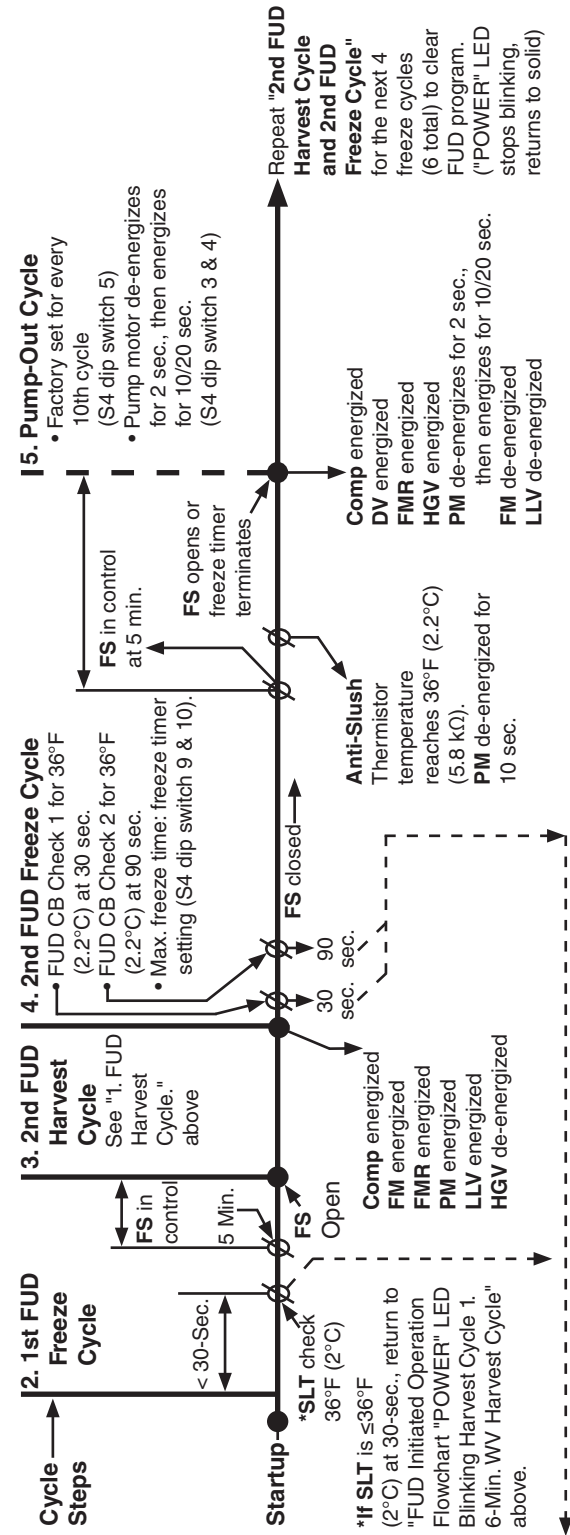 Cycle
Steps
2. 1st FUD
Freeze
Cycle
3. 2nd FUD
Harvest
Cycle
See "1. FUD
Harvest
Cycle."
above
4. 2nd FUD Freeze Cycle
• FUD CB Check 1 for 36°F
(2.2°C) at 30 sec.
• FUD CB Check 2 for 36°F
(2.2°C) at 90 sec.
• Max. freeze time: freeze timer
setting (S4 dip switch 9 & 10).
5. Pump-Out Cycle
• Factory set for every
10th cycle
(S4 dip switch 5)
• Pump motor de-energizes
for 2 sec., then energizes
for 10/20 sec.
(S4 dip switch 3 & 4)
< 30-Sec.
FS in
control
5 Min.
FS in control
at 5 min.
FS opens or
freeze timer
terminates
Startup
FS closed
Repeat "2nd FUD
Harvest Cycle
and 2nd FUD
Freeze Cycle"
for the next 4
freeze cycles
(6 total) to clear
FUD program.
("POWER" LED
stops blinking,
returns to solid)
*SLT check
36°F (2°C)
FS
Open
30
sec.
90
sec.
*If SLT is ≤36°F
(2°C) at 30-sec., return to
"FUD Initiated Operation
Flowchart "POWER" LED
Blinking Harvest Cycle 1.
6-Min. WV Harvest Cycle"
above.
Comp energized
FM energized
FMR energized
PM energized
LLV energized
HGV de-energized
Anti-Slush
Thermistor
temperature
reaches 36°F (2.2°C)
(5.8 kΩ).
PM de-energized for
10 sec.
Comp energized
DV energized
FMR energized
HGV energized
PM de-energizes for 2 sec.,
then energizes for 10/20 sec.
FM de-energized
LLV de-energized